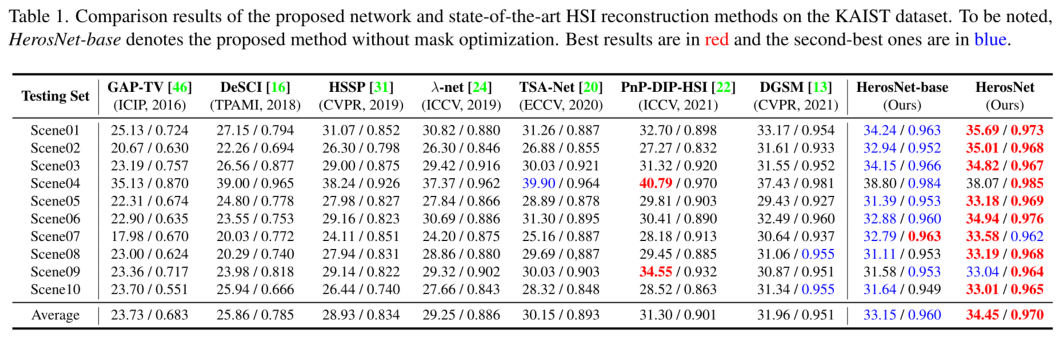 Table 1. Comparison results of the proposed network and state-of-the-art HSI reconstruction methods on the KAIST dataset. To be noted,
HerosNet-base denotes the proposed method without mask optimization. Best results are in red and the second-best ones are in blue.
Testing Set GAP-TV [46] DeSCI [16] HSSP [31] λ-net [24] TSA-Net [20] PnP-DIP-HSI [22] DGSM [13] HerosNet-base HerosNet
(ICIP, 2016) (TPAMI, 2018) (CVPR, 2019) (ICCV, 2019) (ECCV, 2020) (ICCV, 2021) (CVPR, 2021) (Ours) (Ours)
Scene01 25.13 / 0.724 27.15 / 0.794 31.07 / 0.852 30.82 / 0.880 31.26 / 0.887 32.70 / 0.898 33.17 / 0.954 34.24 / 0.963 35.69 / 0.973
Scene02 20.67 / 0.630 22.26 / 0.694 26.30 / 0.798 26.30 / 0.846 26.88 / 0.855 27.27 / 0.832 31.61 / 0.933 32.94 / 0.952 35.01 / 0.968
Scene03 23.19 / 0.757 26.56 / 0.877 29.00 / 0.875 29.42 / 0.916 30.03 / 0.921 31.32 / 0.920 31.55 / 0.952 34.15 / 0.966 34.82 / 0.967
Scene04 35.13 / 0.870 39.00 / 0.965 38.24 / 0.926 37.37 / 0.962 39.90 / 0.964 40.79 / 0.970 37.43 / 0.981 38.80 / 0.984 38.07 / 0.985
Scene05 22.31 / 0.674 24.80 / 0.778 27.98 / 0.827 27.84 / 0.866 28.89 / 0.878 29.81 / 0.903 29.43 / 0.927 31.39 / 0.953 33.18 / 0.969
Scene06 22.90 / 0.635 23.55 / 0.753 29.16 / 0.823 30.69 / 0.886 31.30 / 0.895 30.41 / 0.890 32.49 / 0.960 32.88 / 0.960 34.94 / 0.976
Scene07 17.98 / 0.670 20.03 / 0.772 24.11 / 0.851 24.20 / 0.875 25.16 / 0.887 28.18 / 0.913 30.64 / 0.937 32.79 / 0.963 33.58 / 0.962
Scene08 23.00 / 0.624 20.29 / 0.740 27.94 / 0.831 28.86 / 0.880 29.69 / 0.887 29.45 / 0.885 31.06 / 0.955 31.11 / 0.953 33.19 / 0.968
Scene09 23.36 / 0.717 23.98 / 0.818 29.14 / 0.822 29.32 / 0.902 30.03 / 0.903 34.55 / 0.932 30.87 / 0.951 31.58 / 0.953 33.04 / 0.964
Scene10 23.70 / 0.551 25.94 / 0.666 26.44 / 0.740 27.66 / 0.843 28.32 / 0.848 28.52 / 0.863 31.34 / 0.955 31.64 / 0.949 33.01 / 0.965
Average 23.73 / 0.683 25.86 / 0.785 28.93 / 0.834 29.25 / 0.886 30.15 / 0.893 31.30 / 0.901 31.96 / 0.951 33.15 / 0.960 34.45 / 0.970